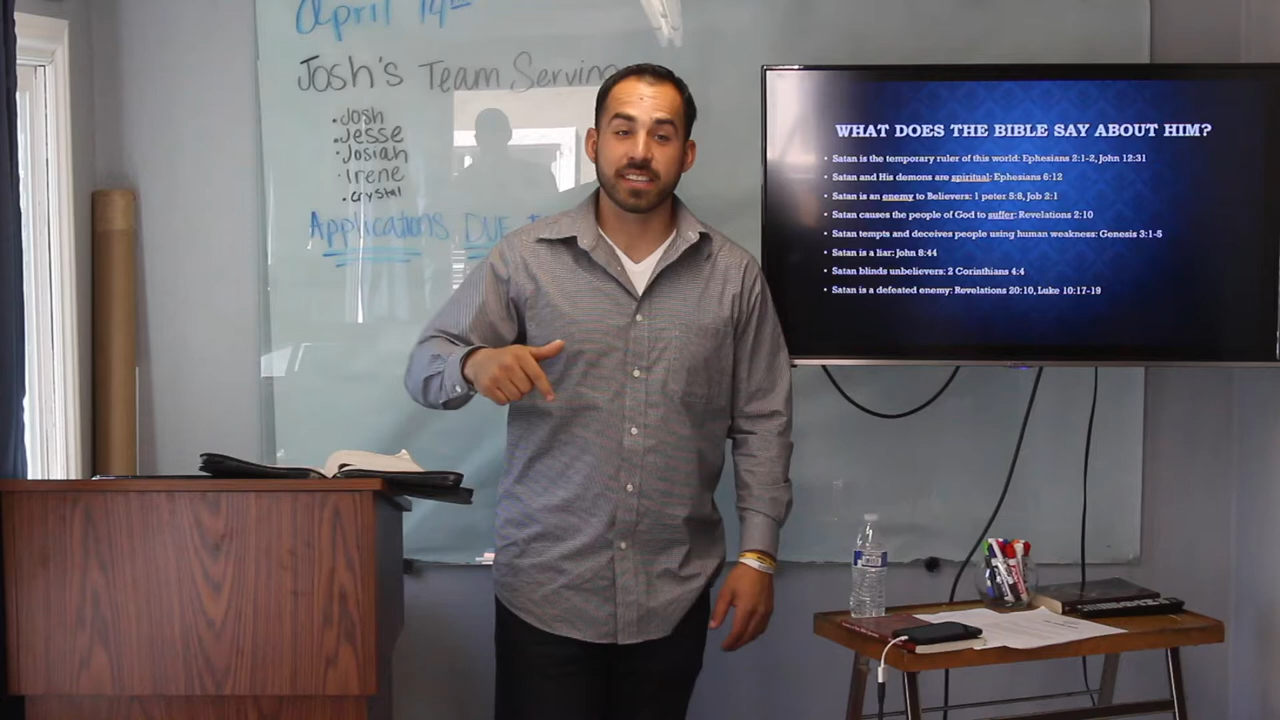 April 14th
Josh's Team Serving
· Josh
· Jesse
· Josiah
· Irene
· Crystal
Applications DUE
WHAT DOES THE BIBLE SAY ABOUT HIM?
• Satan is the temporary ruler of this world: Ephesians 2:1-2, John 12:31
• Satan and His demons are spiritual: Ephesians 6:12
• Satan is an enemy to Believers: 1 peter 5:8, Job 2:1
• Satan causes the people of God to suffer: Revelations 2:10
• Satan tempts and deceives people using human weakness: Genesis 3:1-5
• Satan is a liar: John 8:44
• Satan blinds unbelievers: 2 Corinthians 4:4
• Satan is a defeated enemy: Revelations 20:10, Luke 10:17-19